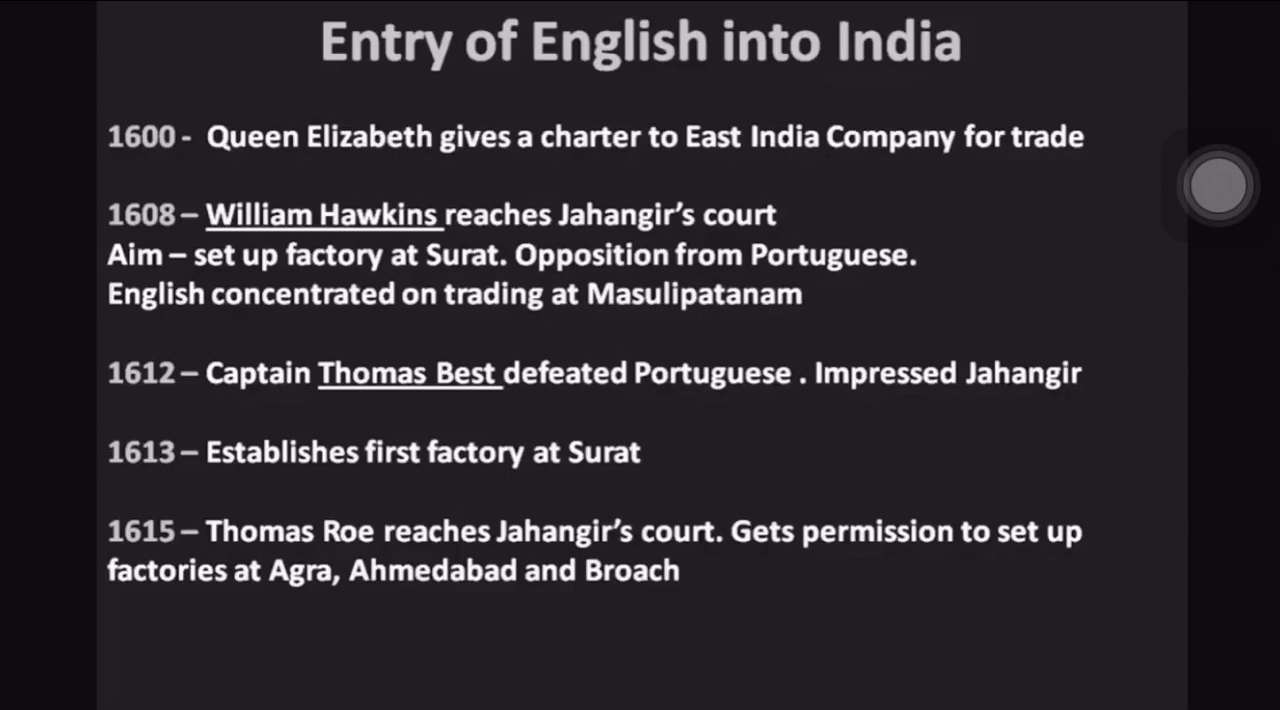 Entry of English into India
1600 - Queen Elizabeth gives a charter to East India Company for trade
1608 – William Hawkins reaches Jahangir’s court
Aim – set up factory at Surat. Opposition from Portuguese.
English concentrated on trading at Masulipatanam
1612 – Captain Thomas Best defeated Portuguese . Impressed Jahangir
1613 – Establishes first factory at Surat
1615 – Thomas Roe reaches Jahangir’s court. Gets permission to set up
factories at Agra, Ahmedabad and Broach